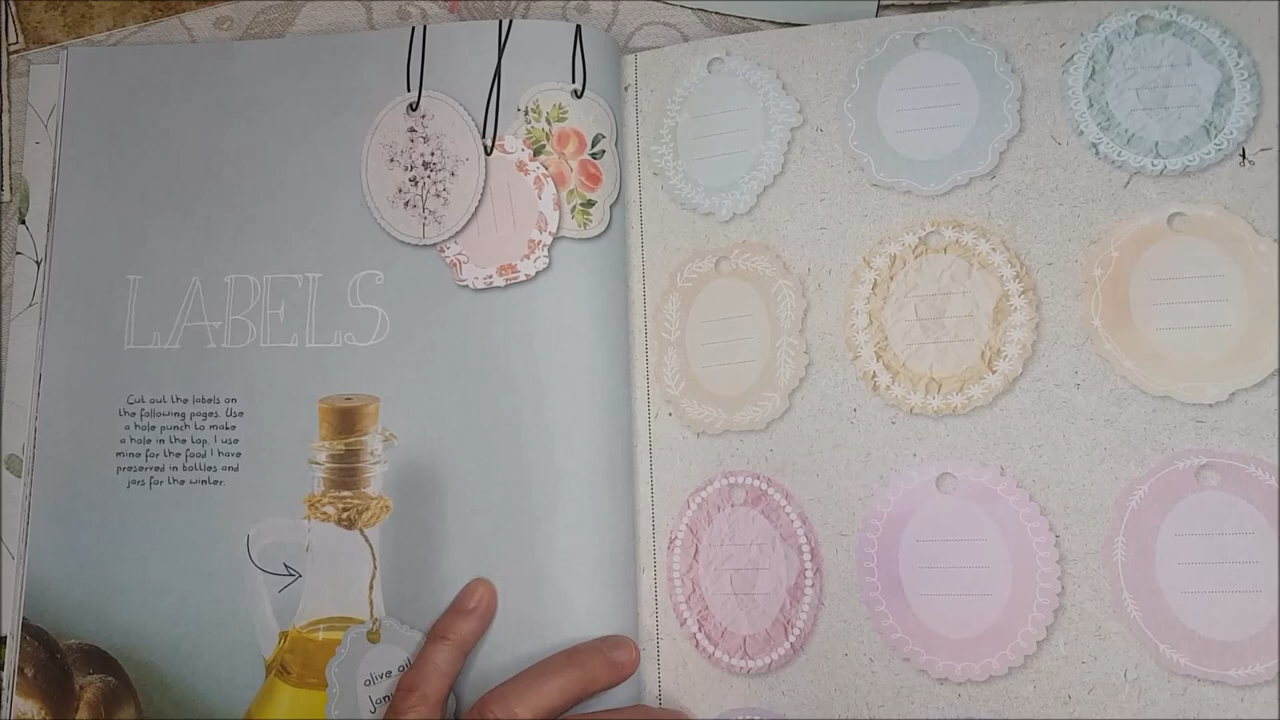 LABELS
Cut out the labels on
the following pages. Use
a hole punch to make
a hole in the top. I use
mine for the food I have
preserved in bottles and
jars for the winter.
olive oil